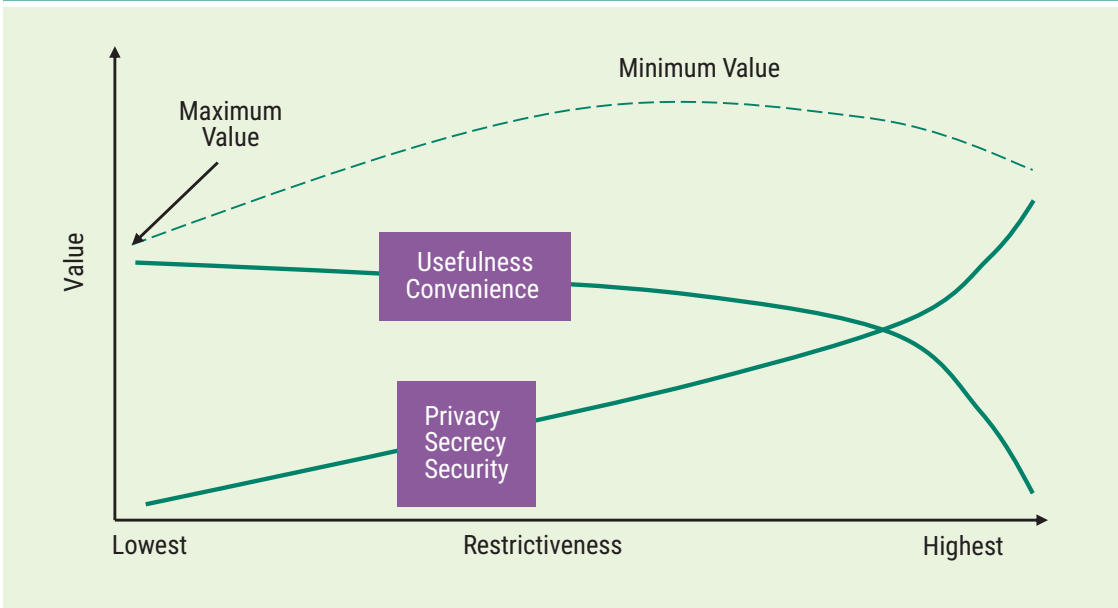 Minimum Value
Maximum
Value
Value
Usefulness
Convenience
Privacy
Secrecy
Security
Lowest
Restrictiveness
Highest